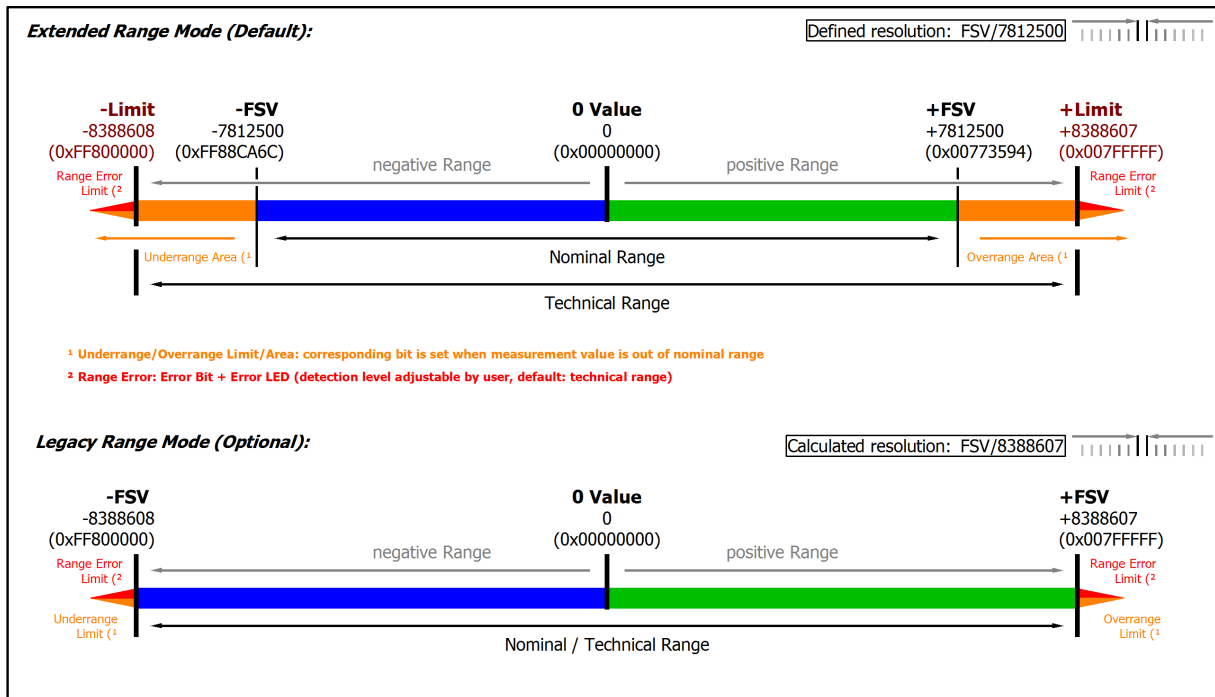 Extended Range Mode (Default):
Defined resolution: FSV/7812500
-Limit
-8388608
(0xFF800000)
-FSV
-7812500
(0xFF88CA6C)
0 Value
0
(0x00000000)
+FSV
+7812500
(0x00773594)
+Limit
+8388607
(0x007FFFFF)
negative Range
positive Range
Range Error
Limit (²
Range Error
Limit (²
Underrange Area (¹
Nominal Range
Overrange Area (¹
Technical Range
¹ Underrange/Overrange Limit/Area: corresponding bit is set when measurement value is out of nominal range
² Range Error: Error Bit + Error LED (detection level adjustable by user, default: technical range)
Legacy Range Mode (Optional):
Calculated resolution: FSV/8388607
-FSV
-8388608
(0xFF800000)
0 Value
0
(0x00000000)
+FSV
+8388607
(0x007FFFFF)
negative Range
positive Range
Range Error
Limit (²
Range Error
Limit (²
Underrange
Limit (¹
Overrange
Limit (¹
Nominal / Technical Range